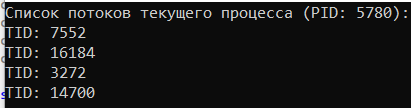 Список потоков текущего процесса (PID: 5780):
TID: 7552
TID: 16184
TID: 3272
TID: 14700